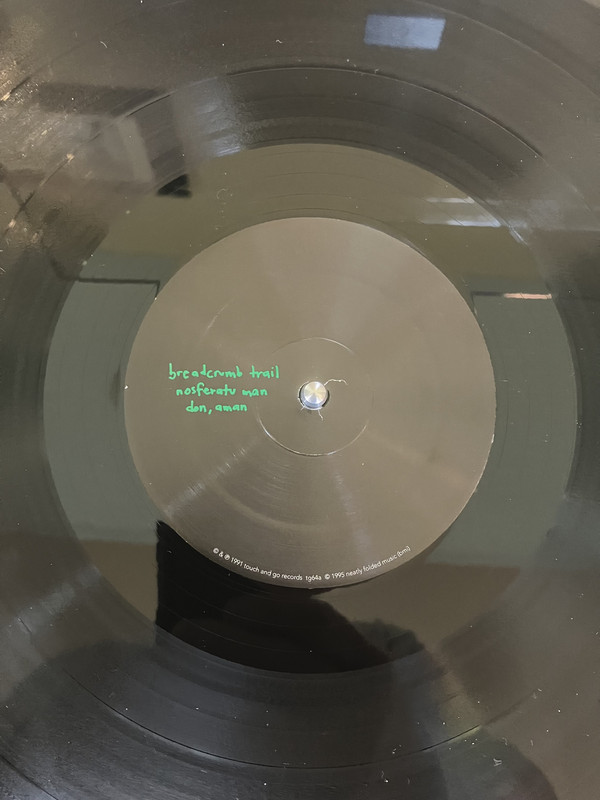 breadcrumb trail
nosferatu man
don, aman
© & ℗ 1991 touch and go records tg64a © 1995 neatly folded music (bmi)